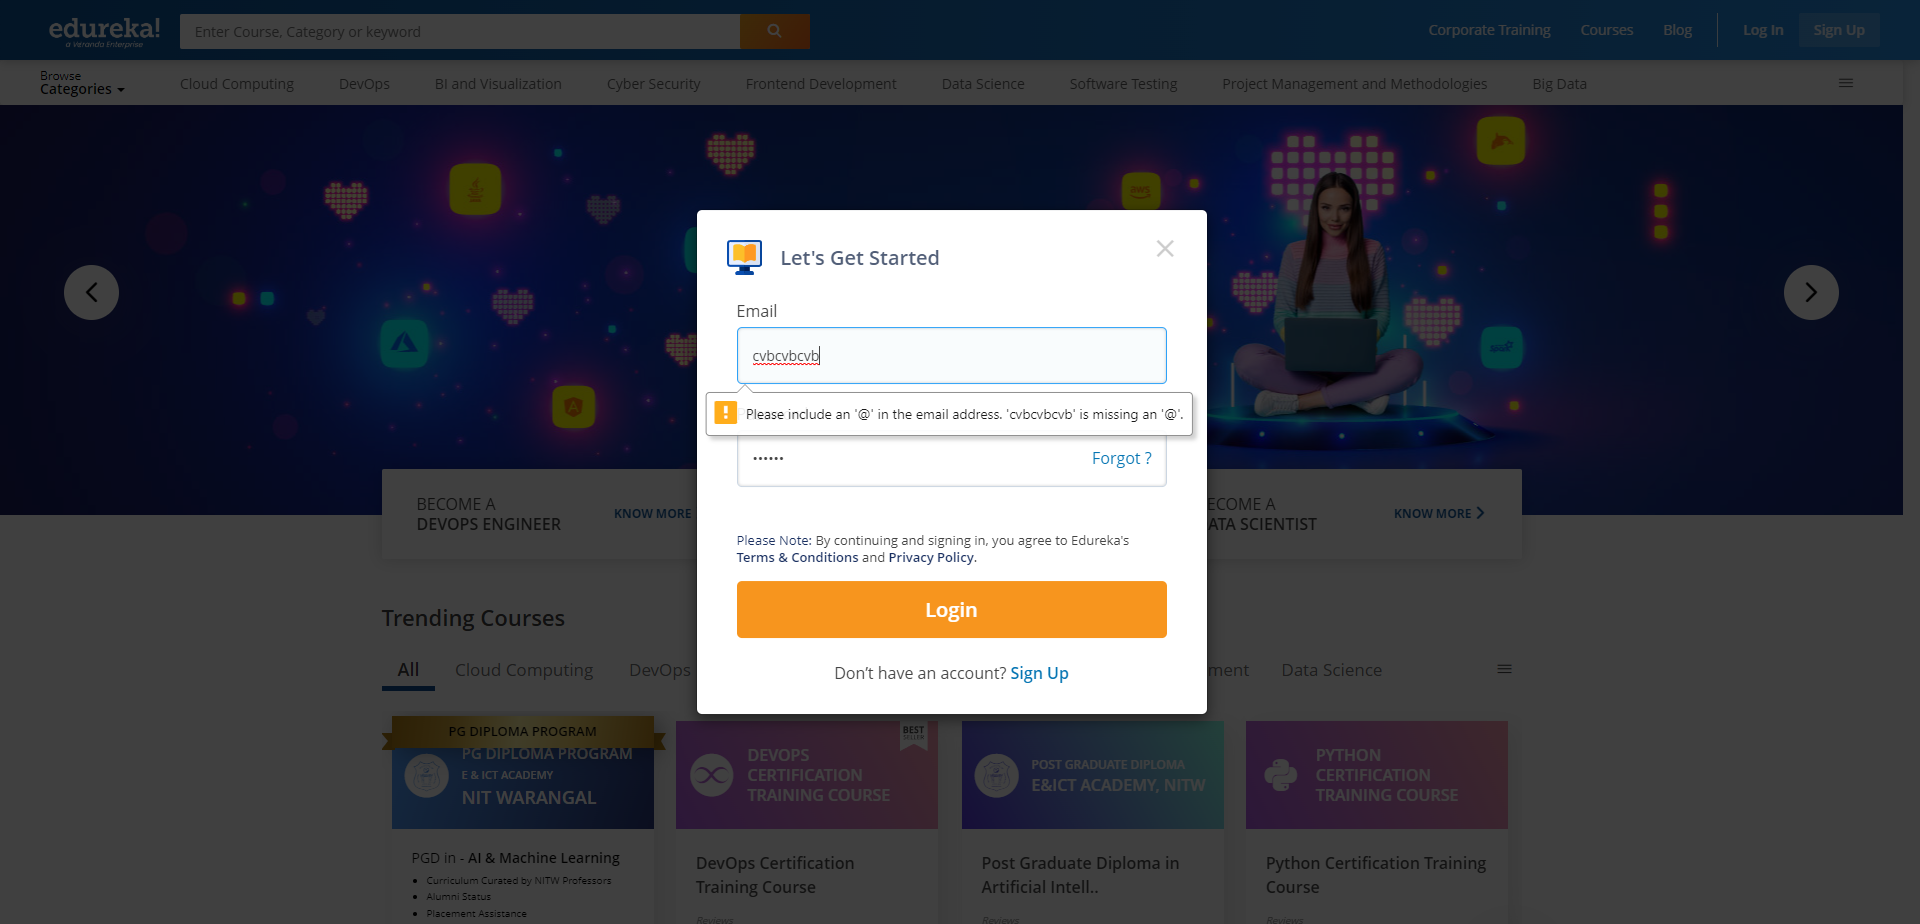 edureka!
a Veranda Enterprise
Enter Course, Category or keyword
Corporate Training
Courses
Blog
Log In
Sign Up
Browse
Categories
Cloud Computing
DevOps
BI and Visualization
Cyber Security
Frontend Development
Data Science
Software Testing
Project Management and Methodologies
Big Data
aws
Let's Get Started
Email
cvbcvbcvb
Please include an '@' in the email address. 'cvbcvbcvb' is missing an '@'.
••••••
Forgot ?
Please Note: By continuing and signing in, you agree to Edureka's
Terms & Conditions and Privacy Policy.
Login
Don’t have an account? Sign Up
BECOME A
DEVOPS ENGINEER
KNOW MORE
ECOME A
ATA SCIENTIST
KNOW MORE
Trending Courses
All
Cloud Computing
DevOps
ment
Data Science
PG DIPLOMA PROGRAM
PG DIPLOMA PROGRAM
E & ICT ACADEMY
NIT WARANGAL
PGD in - AI & Machine Learning
Curriculum Curated by NITW Professors
Alumni Status
Placement Assistance
BEST
SELLER
DEVOPS
CERTIFICATION
TRAINING COURSE
DevOps Certification
Training Course
Reviews
POST GRADUATE DIPLOMA
E&ICT ACADEMY, NITW
Post Graduate Diploma in
Artificial Intell..
Reviews
PYTHON
CERTIFICATION
TRAINING COURSE
Python Certification Training
Course
Reviews